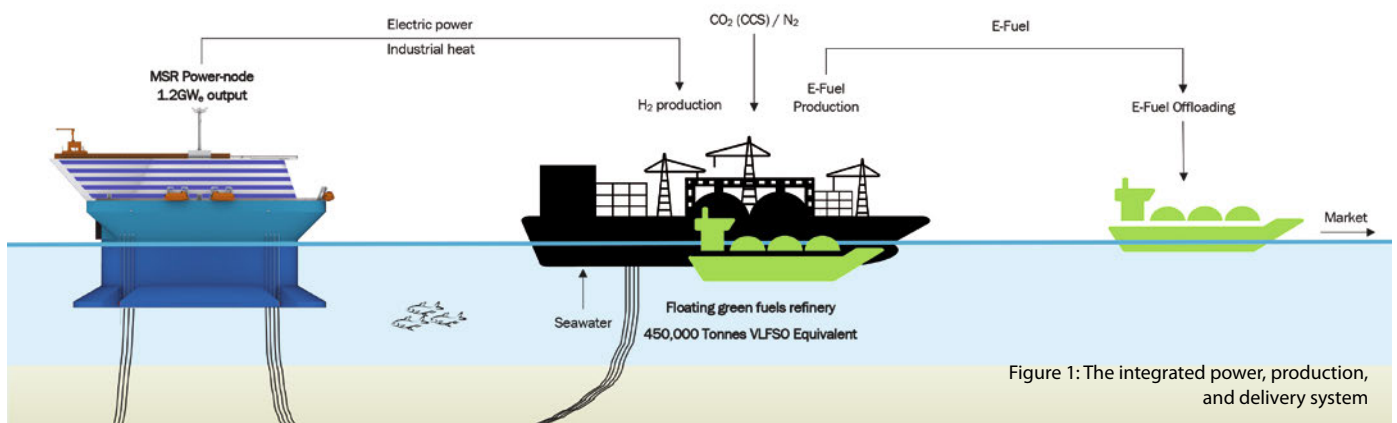 Electric power
Industrial heat
CO₂ (CCS) / N₂
E-Fuel
MSR Power-node
1.2GWₑ output
H₂ production
E-Fuel
Production
E-Fuel Offloading
Market
Seawater
Floating green fuels refinery
450,000 Tonnes VLFSO Equivalent
Figure 1: The integrated power, production,
and delivery system